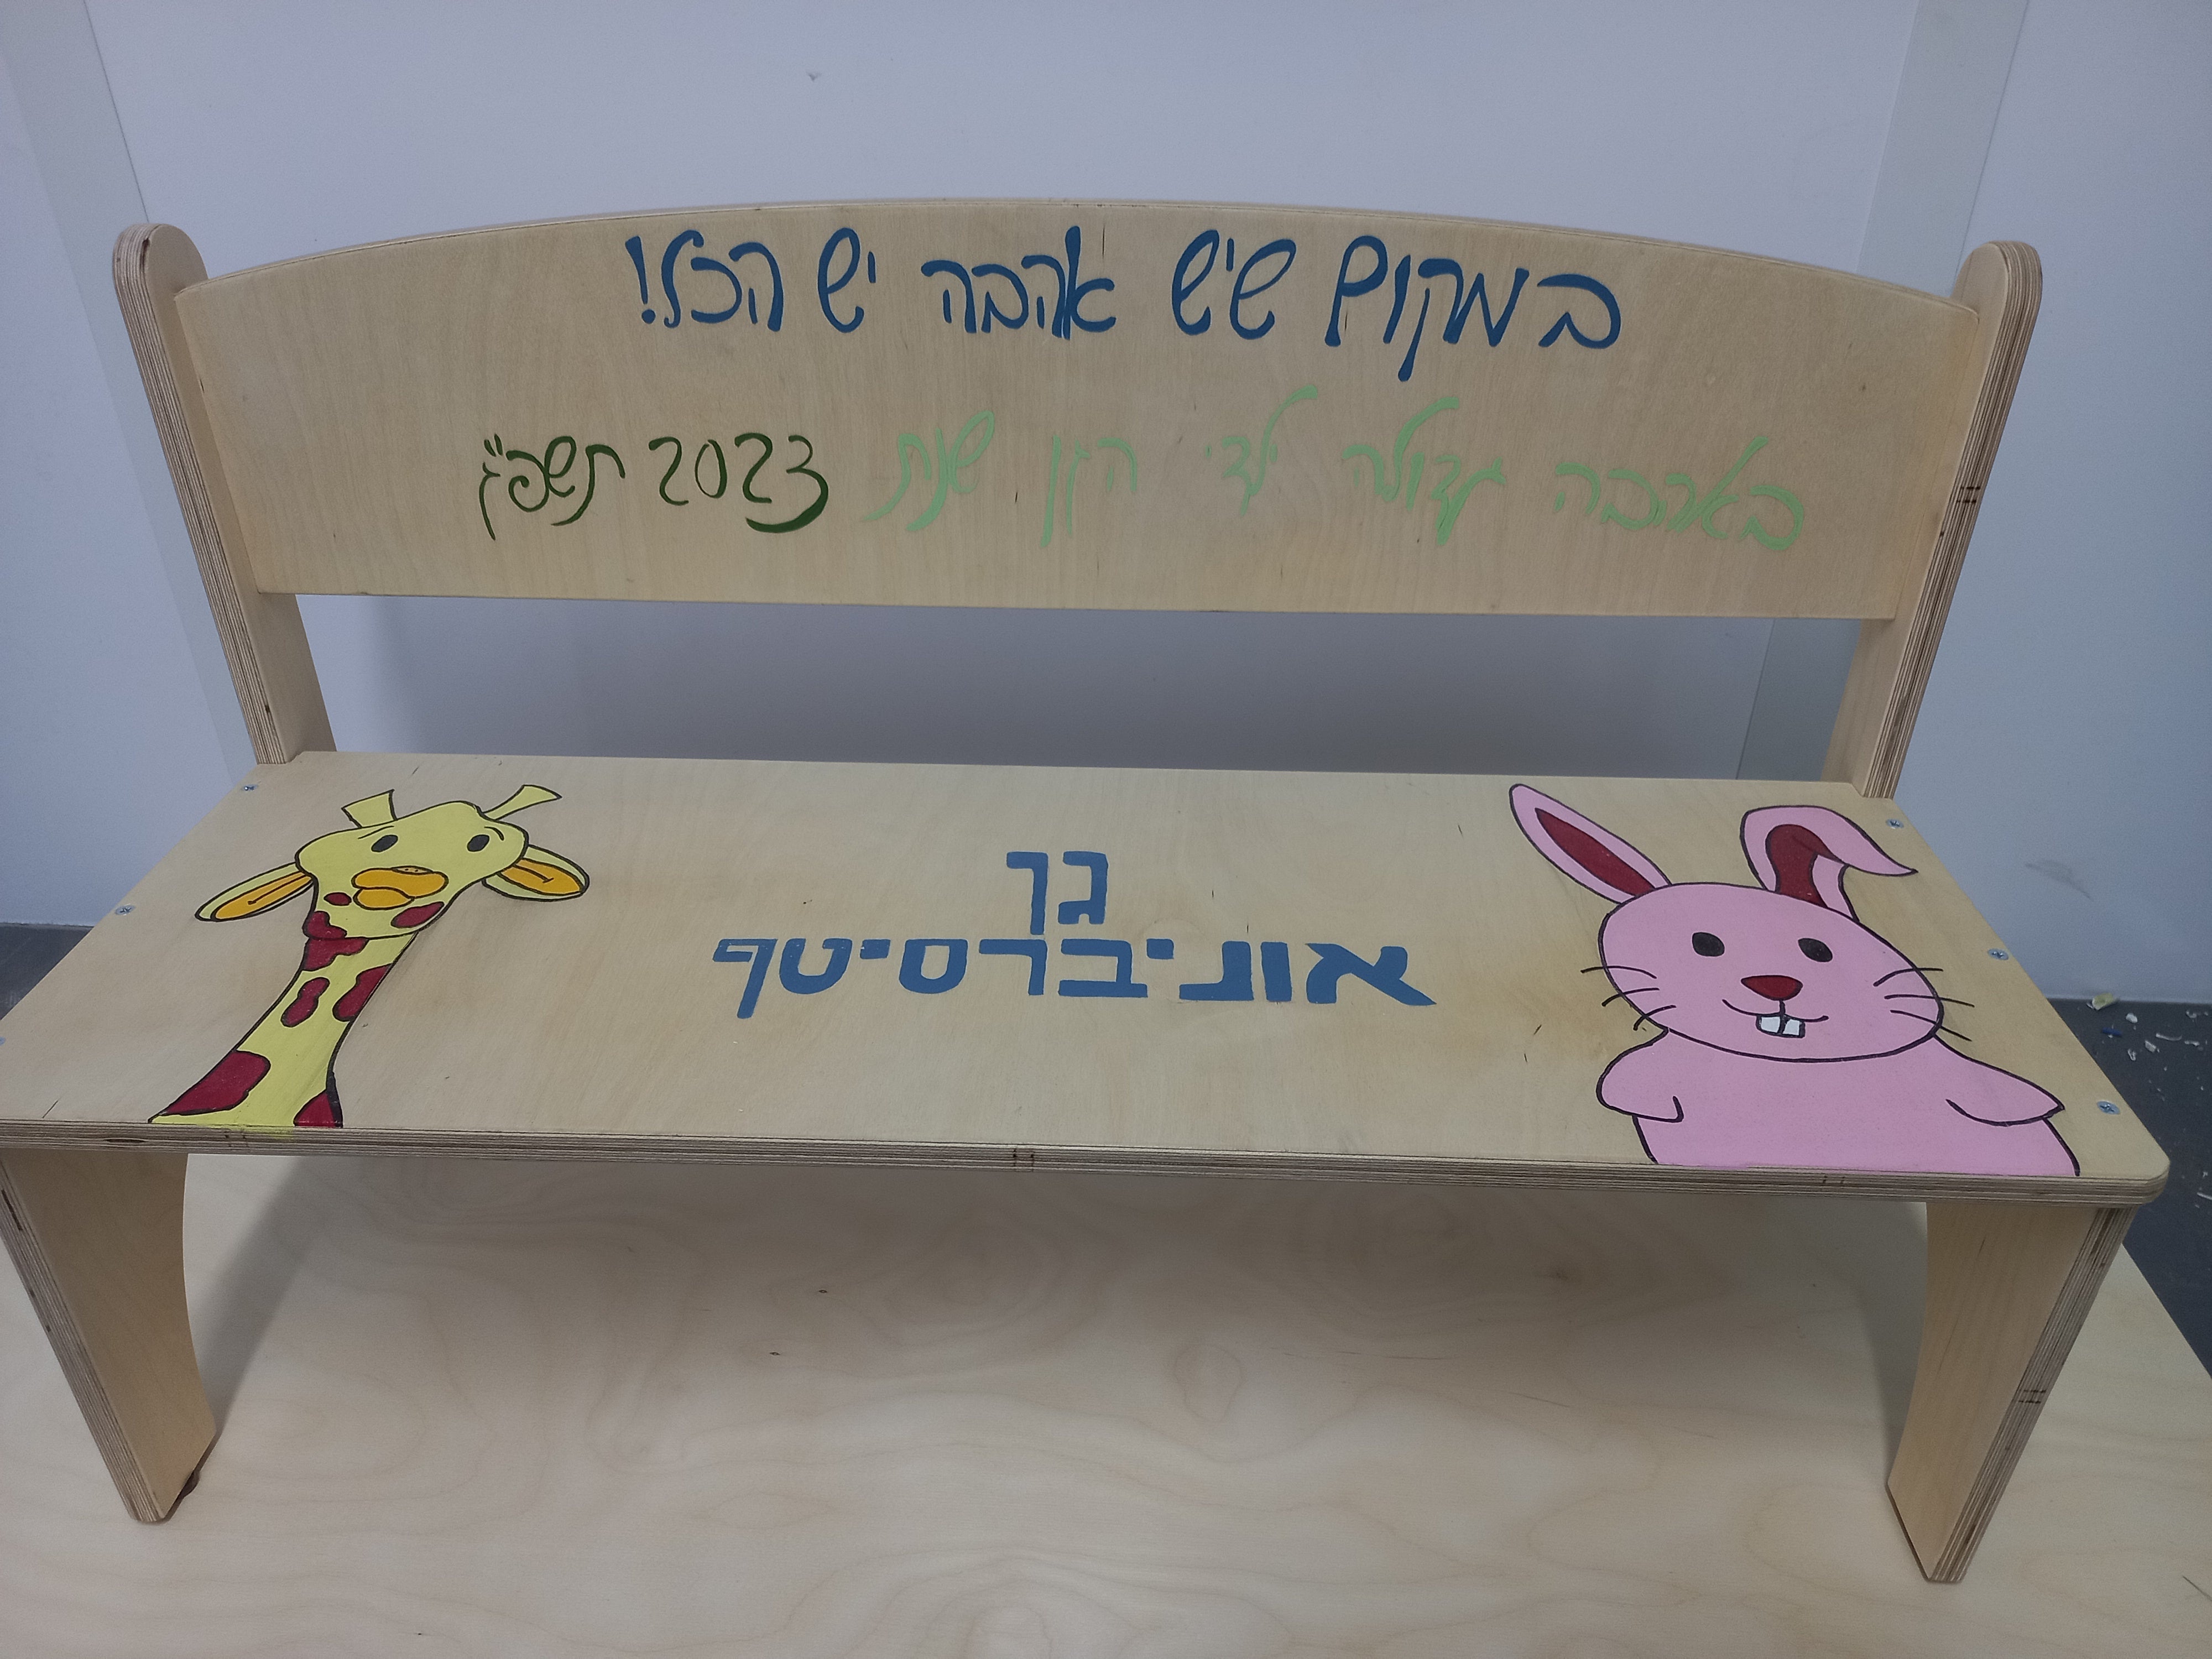 במקום שיש אהבה יש הכל!
באהבה גדולה ילדי הגן שנת 2023 תשפ"ג
גן
אוניברסיטף